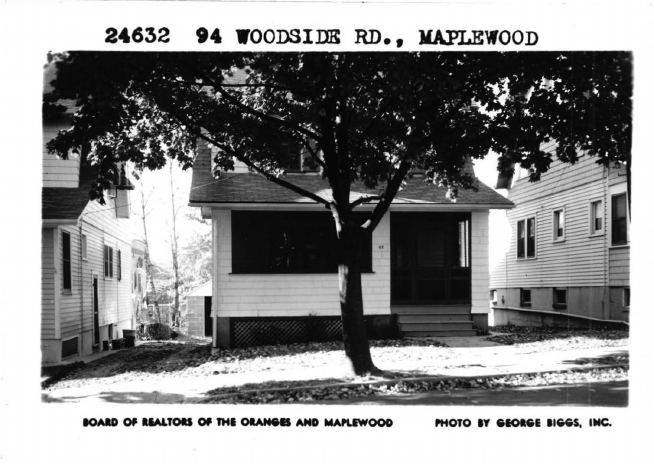 24632 94 WOODSIDE RD., MAPLEWOOD
BOARD OF REALTORS OF THE ORANGES AND MAPLEWOOD PHOTO BY GEORGE BIGGS, INC.